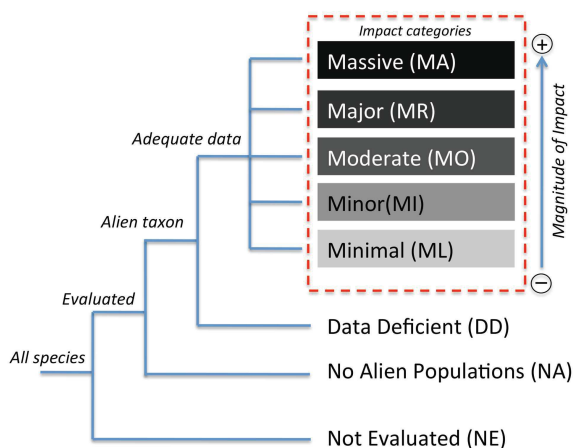 Impact categories
Massive (MA)
Major (MR)
Moderate (MO)
Minor(MI)
Minimal (ML)
+
Magnitude of Impact
−
Adequate data
Alien taxon
Evaluated
All species
Data Deficient (DD)
No Alien Populations (NA)
Not Evaluated (NE)